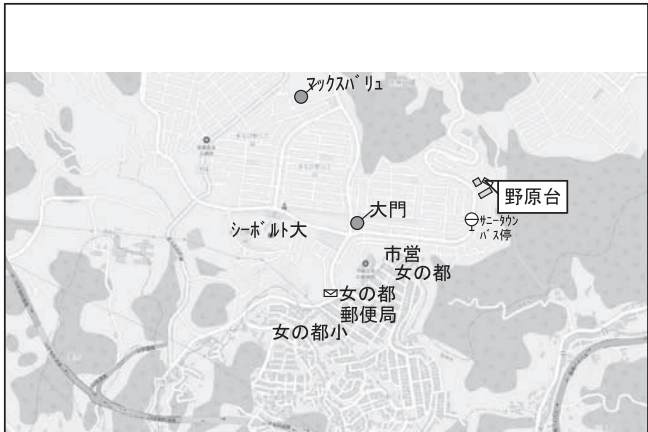 マックスバリュ
野原台
大門
サニータウン
バス停
シーボルト大
市営
女の都
女の都
郵便局
女の都小